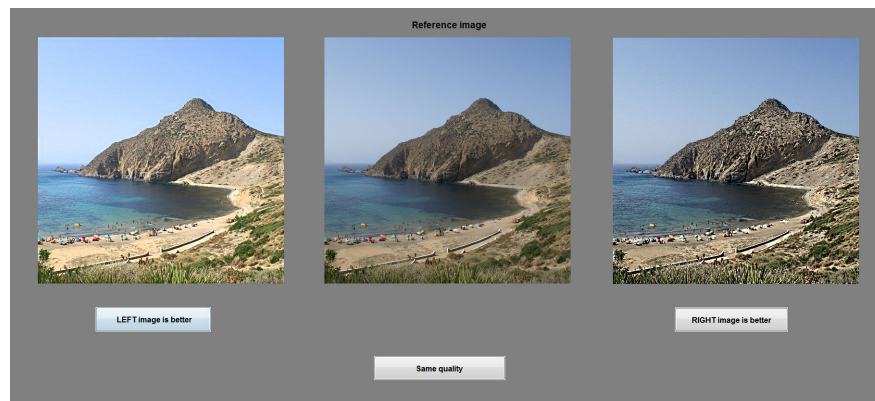 Reference image
LEFT image is better
RIGHT image is better
Same quality